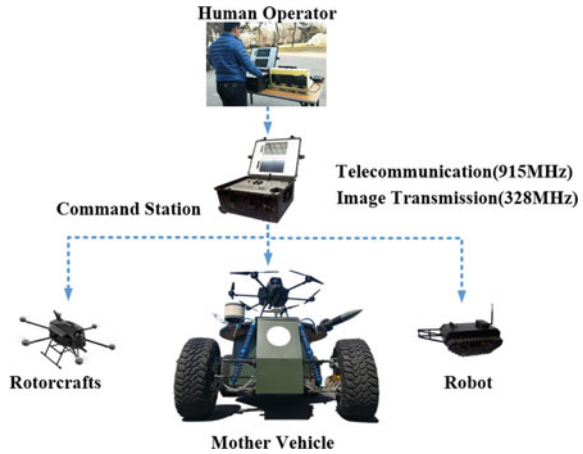 Human Operator
Telecommunication(915MHz)
Image Transmission(328MHz)
Command Station
Rotorcrafts
Robot
Mother Vehicle